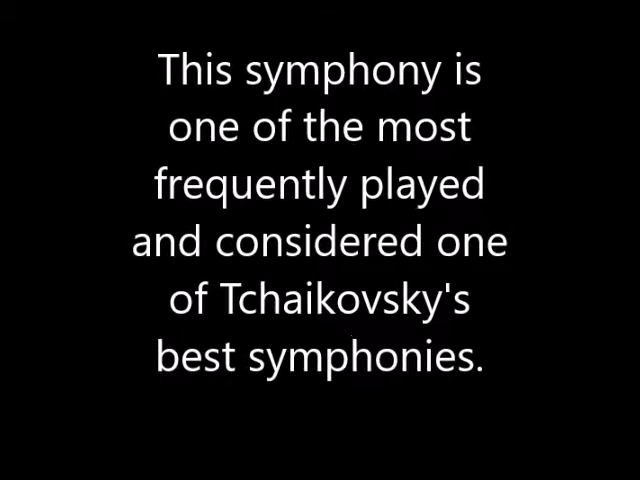 This symphony is
one of the most
frequently played
and considered one
of Tchaikovsky's
best symphonies.